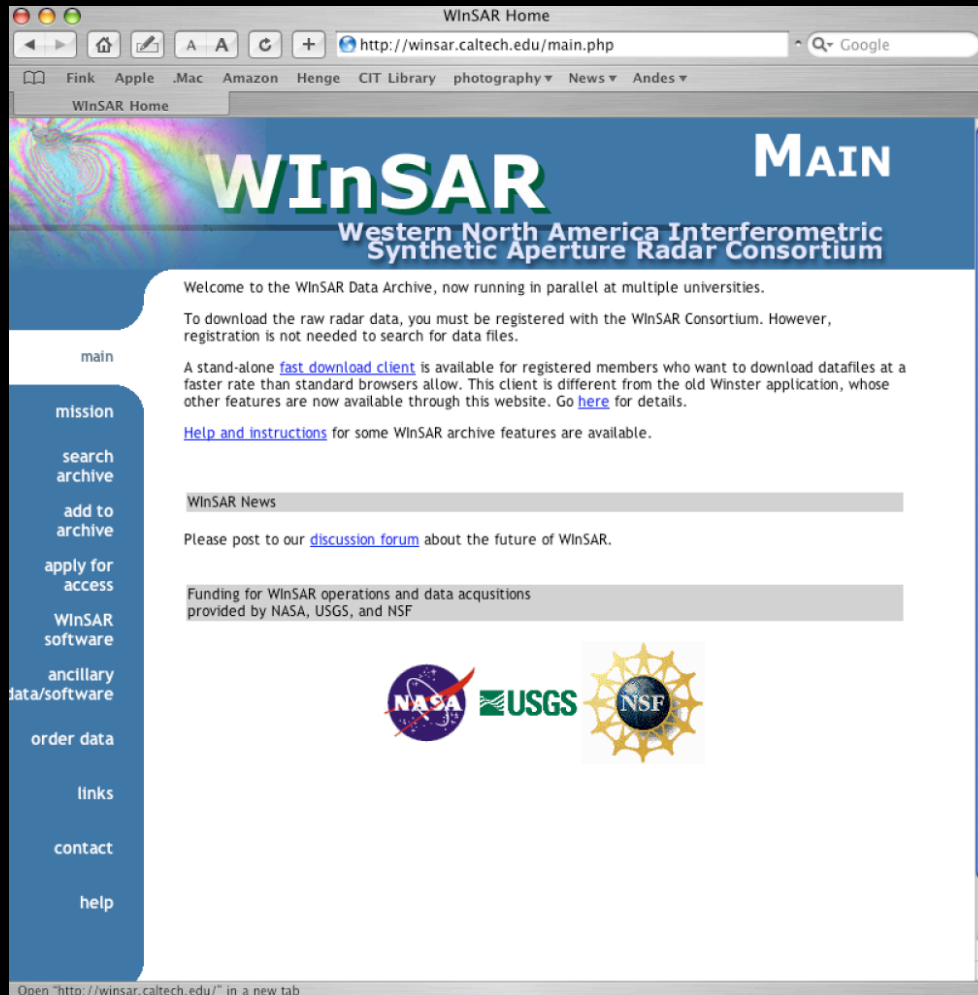 WInSAR Home
A A
http://winsar.caltech.edu/main.php
Google
Fink Apple .Mac Amazon Henge CIT Library photography News Andes
WInSAR Home
WInSAR
MAIN
Western North America Interferometric
Synthetic Aperture Radar Consortium
main
mission
search
archive
add to
archive
apply for
access
WInSAR
software
ancillary
data/software
order data
links
contact
help
Welcome to the WInSAR Data Archive, now running in parallel at multiple universities.
To download the raw radar data, you must be registered with the WInSAR Consortium. However,
registration is not needed to search for data files.
A stand-alone fast download client is available for registered members who want to download datafiles at a
faster rate than standard browsers allow. This client is different from the old Winster application, whose
other features are now available through this website. Go here for details.
Help and instructions for some WInSAR archive features are available.
WInSAR News
Please post to our discussion forum about the future of WInSAR.
Funding for WInSAR operations and data acqusitions
provided by NASA, USGS, and NSF
NASA
USGS
NSF
Open "http://winsar.caltech.edu/" in a new tab